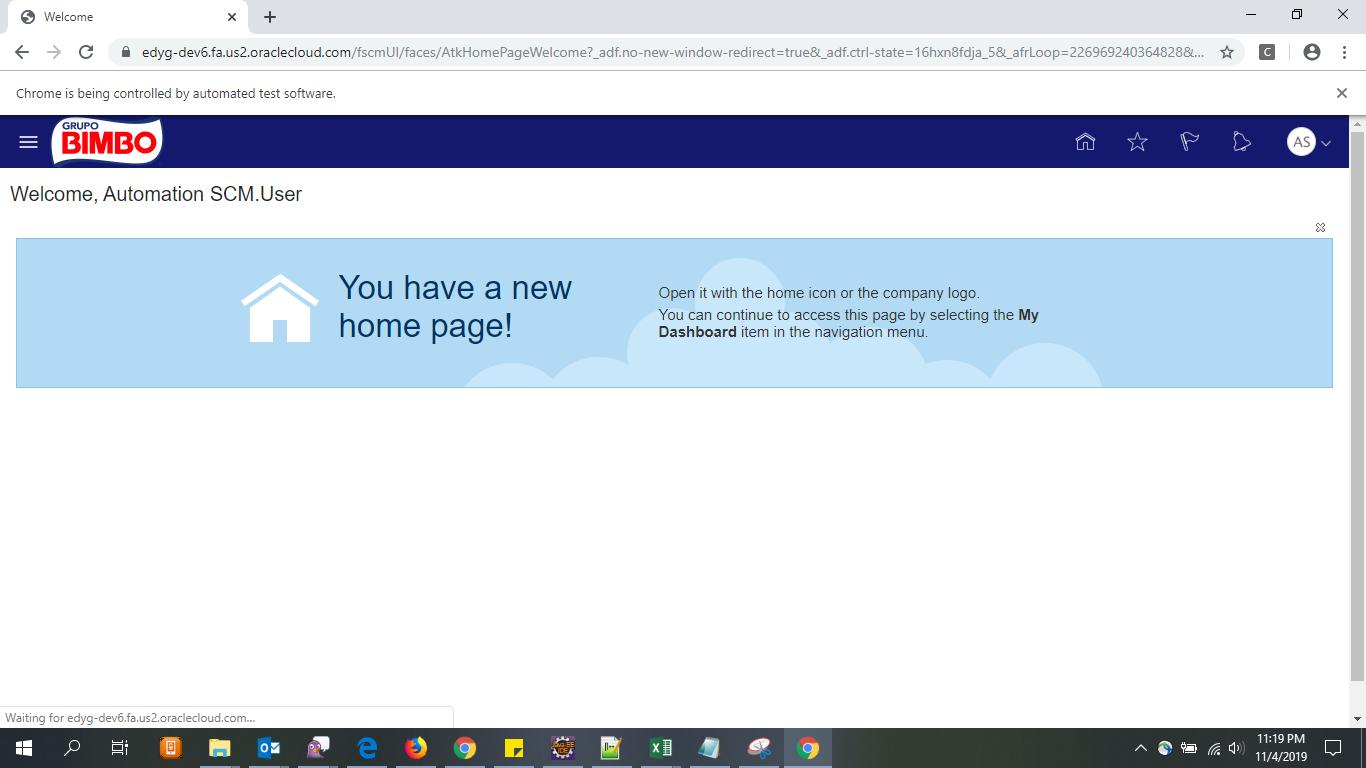 Welcome
edyg-dev6.fa.us2.oraclecloud.com/fscmUI/faces/AtkHomePageWelcome?_adf.no-new-window-redirect=true&_adf.ctrl-state=16hxn8fdja_5&_afrLoop=226969240364828&...
C
Chrome is being controlled by automated test software.
GRUPO
BIMBO
AS
Welcome, Automation SCM.User
You have a new
home page!
Open it with the home icon or the company logo.
You can continue to access this page by selecting the My
Dashboard item in the navigation menu.
Waiting for edyg-dev6.fa.us2.oraclecloud.com...
11:19 PM
11/4/2019